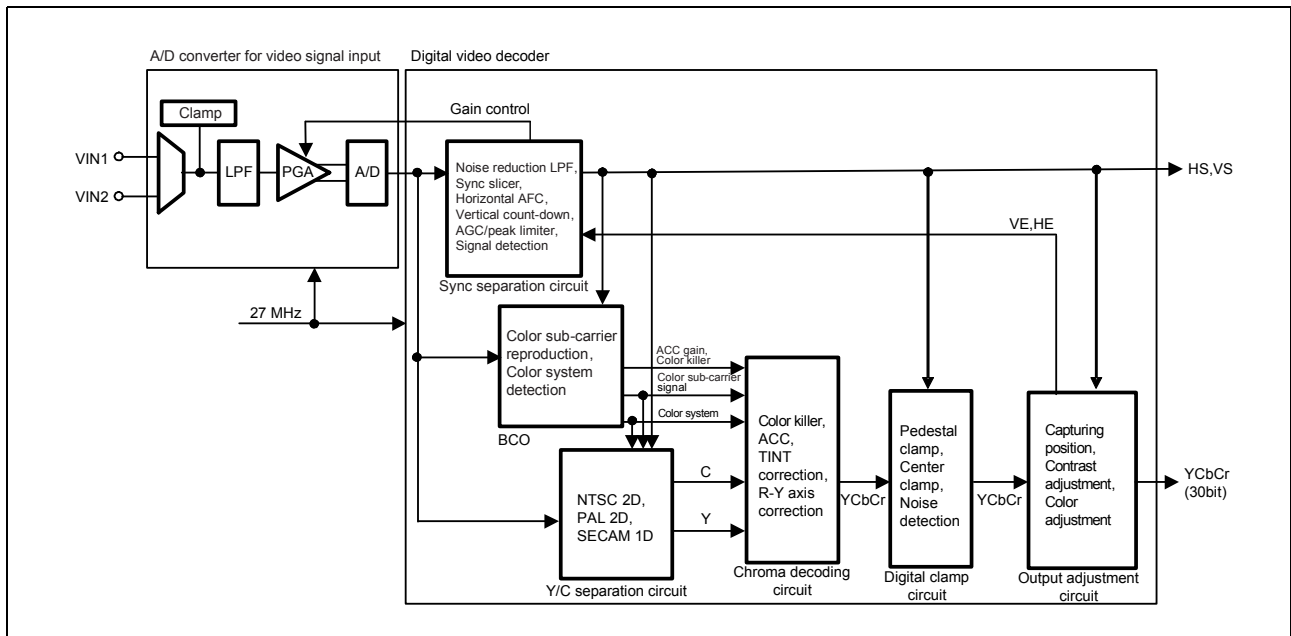 A/D converter for video signal input
Digital video decoder
Clamp
Gain control
VIN1
VIN2
LPF
PGA
A/D
Noise reduction LPF,
Sync slicer,
Horizontal AFC,
Vertical count-down,
AGC/peak limiter,
Signal detection
Sync separation circuit
HS,VS
VE,HE
27 MHz
Color sub-carrier
reproduction,
Color system
detection
BCO
ACC gain,
Color killer
Color sub-carrier
signal
Color system
NTSC 2D,
PAL 2D,
SECAM 1D
Y/C separation circuit
C
Y
Color killer,
ACC,
TINT
correction,
R-Y axis
correction
Chroma decoding
circuit
YCbCr
Pedestal
clamp,
Center
clamp,
Noise
detection
Digital clamp
circuit
YCbCr
Capturing
position,
Contrast
adjustment,
Color
adjustment
Output adjustment
circuit
YCbCr
(30bit)